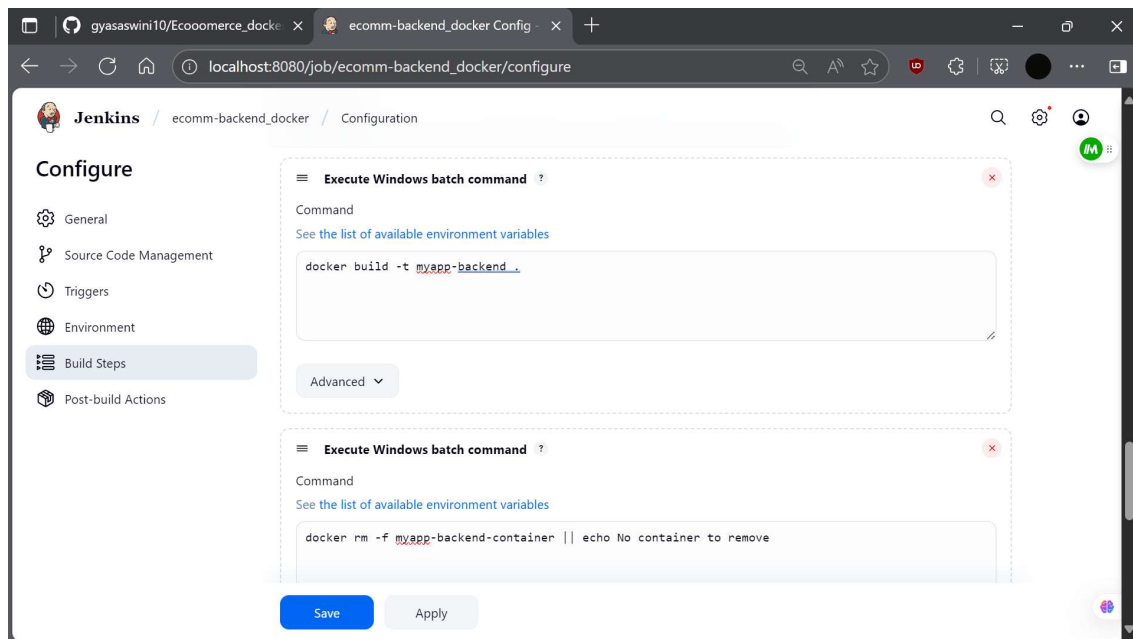 gyasaswini10/Ecooomerce_docke
ecomm-backend_docker Config -
localhost:8080/job/ecomm-backend_docker/configure
Jenkins / ecomm-backend_docker / Configuration
Configure
General
Source Code Management
Triggers
Environment
Build Steps
Post-build Actions
Execute Windows batch command ?
Command
See the list of available environment variables
docker build -t myapp-backend .
Advanced
Execute Windows batch command ?
Command
See the list of available environment variables
docker rm -f myapp-backend-container || echo No container to remove
Save
Apply